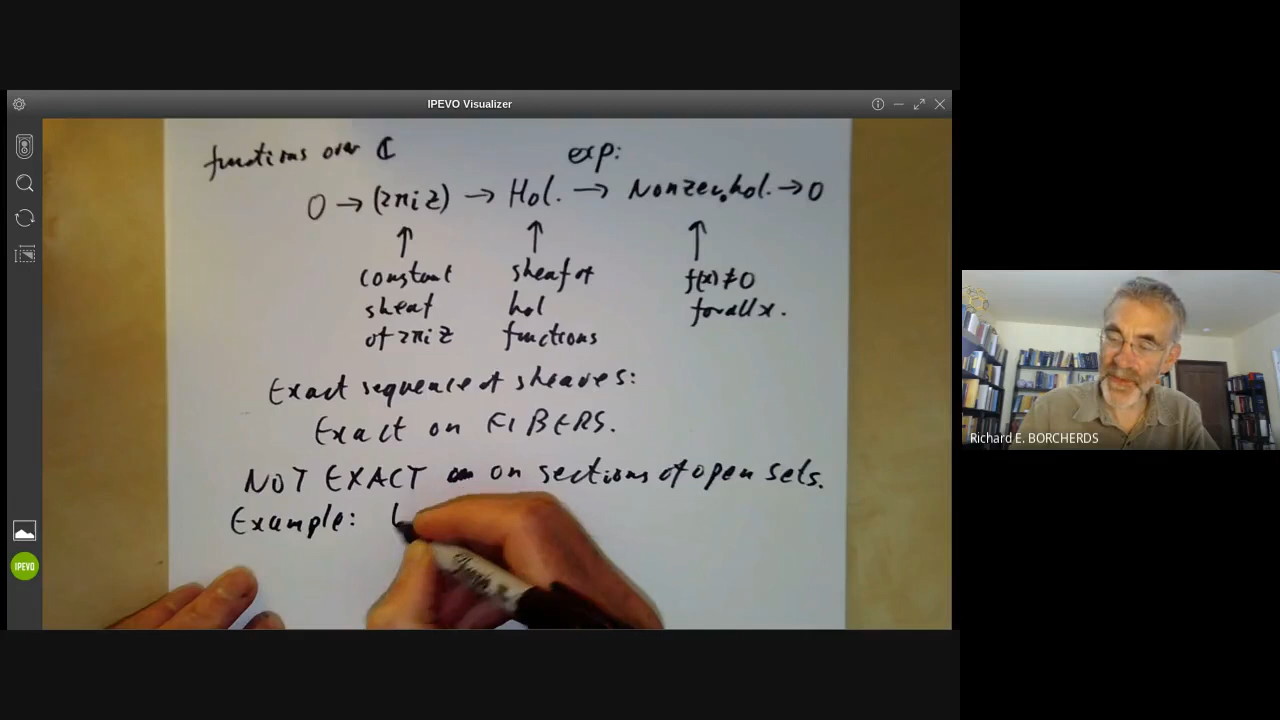 IPEVO Visualizer
functions over ℂ
exp:
0 → (2πiℤ) → Hol. → Nonzero hol. → 0
↑ ↑ ↑
constant sheaf of f(x) ≠ 0
sheaf hol for all x.
of 2πiℤ functions
Exact sequence of sheaves:
Exact on FIBERS.
NOT EXACT on sections of open sets.
Example:
IPEVO
Richard E. BORCHERDS